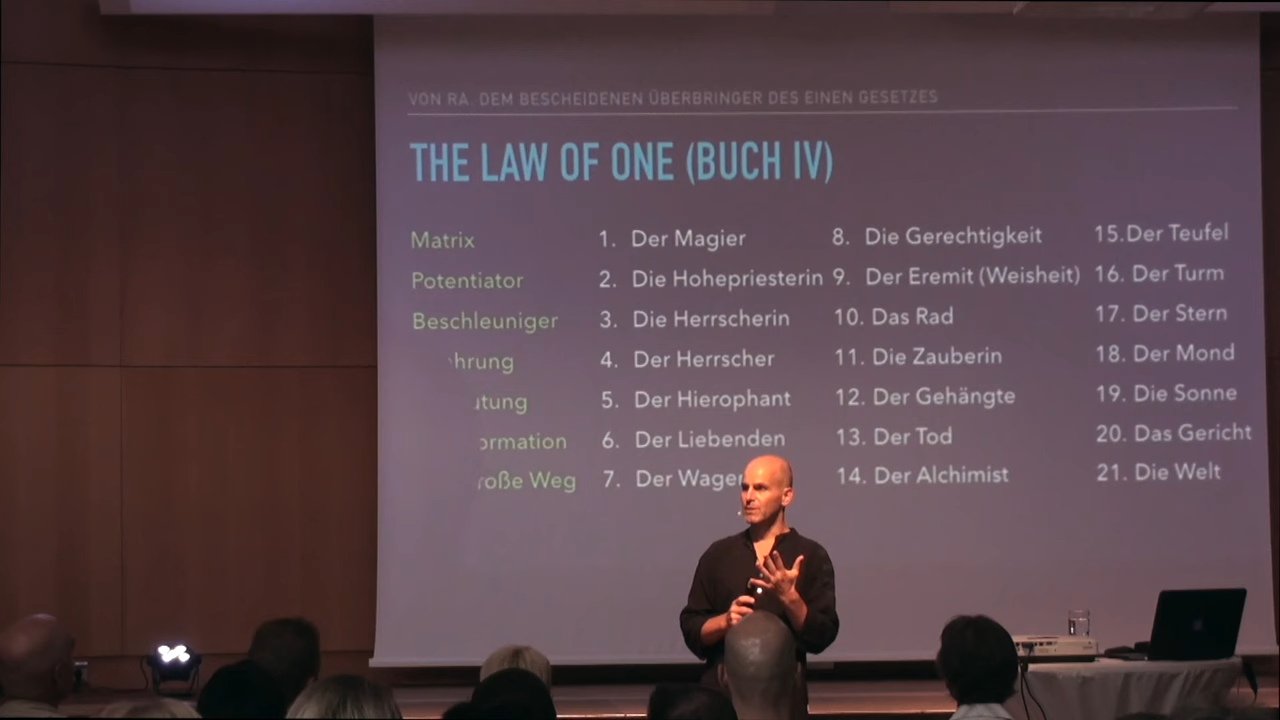 VON RA. DEM BESCHEIDENEN ÜBERBRINGER DES EINEN GESETZES
THE LAW OF ONE (BUCH IV)
Matrix 1. Der Magier 8. Die Gerechtigkeit 15.Der Teufel
Potentiator 2. Die Hohepriesterin 9. Der Eremit (Weisheit) 16. Der Turm
Beschleuniger 3. Die Herrscherin 10. Das Rad 17. Der Stern
hrung 4. Der Herrscher 11. Die Zauberin 18. Der Mond
utung 5. Der Hierophant 12. Der Gehängte 19. Die Sonne
ormation 6. Der Liebenden 13. Der Tod 20. Das Gericht
roße Weg 7. Der Wagen 14. Der Alchimist 21. Die Welt